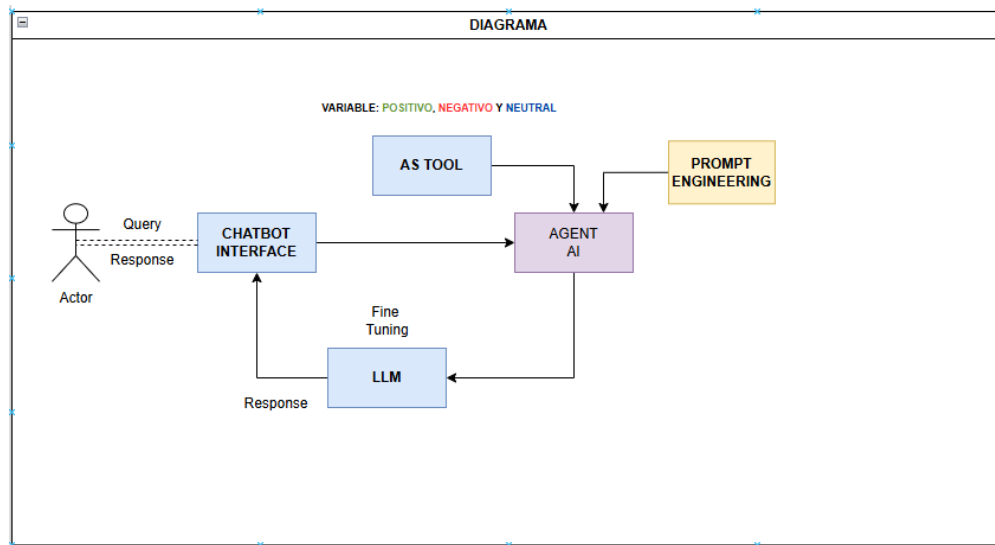 DIAGRAMA
VARIABLE: POSITIVO, NEGATIVO Y NEUTRAL
AS TOOL
PROMPT
ENGINEERING
Query
CHATBOT
INTERFACE
AGENT
AI
Response
Actor
Fine
Tuning
LLM
Response